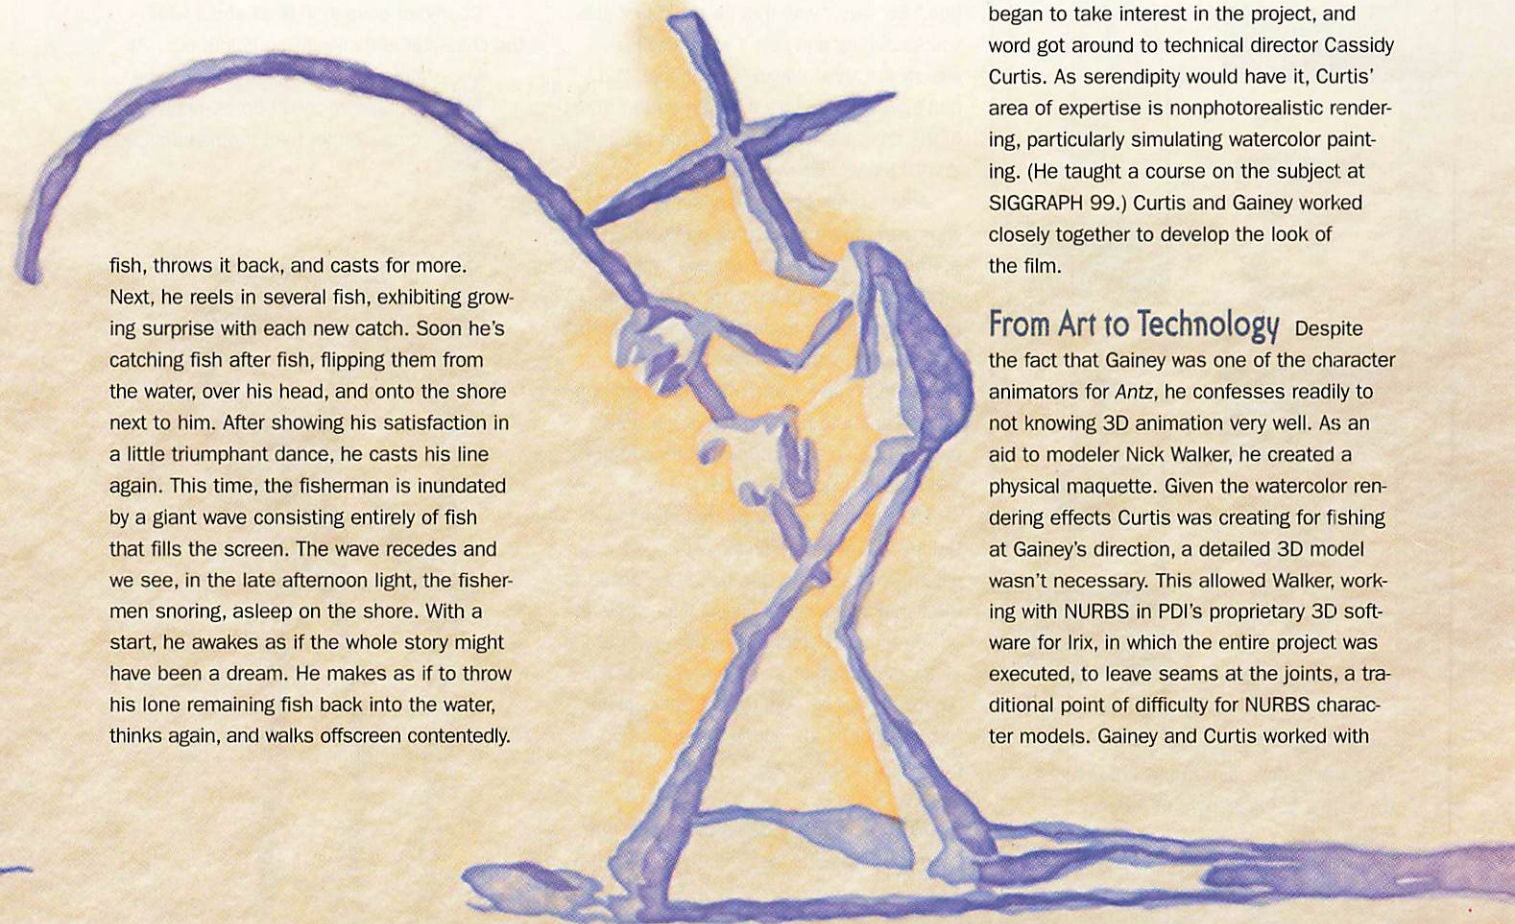 fish, throws it back, and casts for more.
Next, he reels in several fish, exhibiting grow-
ing surprise with each new catch. Soon he's
catching fish after fish, flipping them from
the water, over his head, and onto the shore
next to him. After showing his satisfaction in
a little triumphant dance, he casts his line
again. This time, the fisherman is inundated
by a giant wave consisting entirely of fish
that fills the screen. The wave recedes and
we see, in the late afternoon light, the fisher-
men snoring, asleep on the shore. With a
start, he awakes as if the whole story might
have been a dream. He makes as if to throw
his lone remaining fish back into the water,
thinks again, and walks offscreen contentedly.
began to take interest in the project, and
word got around to technical director Cassidy
Curtis. As serendipity would have it, Curtis'
area of expertise is nonphotorealistic render-
ing, particularly simulating watercolor paint-
ing. (He taught a course on the subject at
SIGGRAPH 99.) Curtis and Gainey worked
closely together to develop the look of
the film.
From Art to Technology Despite
the fact that Gainey was one of the character
animators for Antz, he confesses readily to
not knowing 3D animation very well. As an
aid to modeler Nick Walker, he created a
physical maquette. Given the watercolor ren-
dering effects Curtis was creating for fishing
at Gainey's direction, a detailed 3D model
wasn't necessary. This allowed Walker, work-
ing with NURBS in PDI's proprietary 3D soft-
ware for Irix, in which the entire project was
executed, to leave seams at the joints, a tra-
ditional point of difficulty for NURBS charac-
ter models. Gainey and Curtis worked with